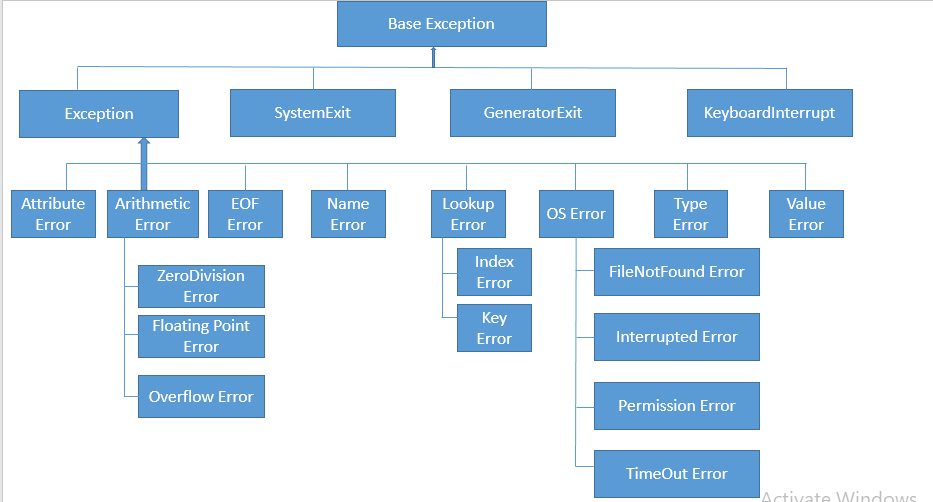 Base Exception
Exception
SystemExit
GeneratorExit
KeyboardInterrupt
Attribute
Error
Arithmetic
Error
EOF
Error
Name
Error
Lookup
Error
OS Error
Type
Error
Value
Error
ZeroDivision
Error
Floating Point
Error
Overflow Error
Index
Error
Key
Error
FileNotFound Error
Interrupted Error
Permission Error
TimeOut Error
Activate Windows